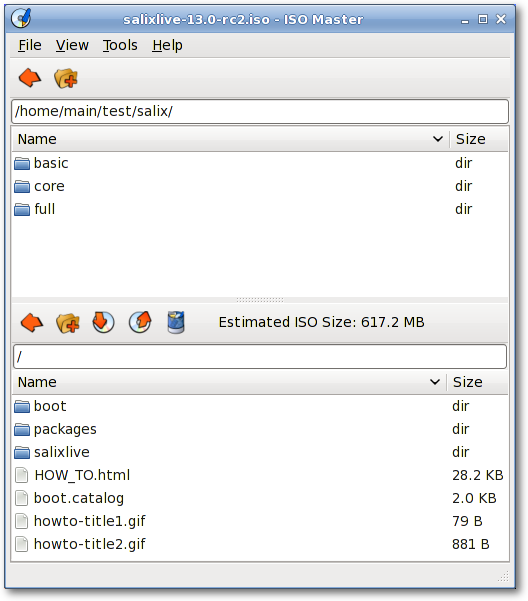 salixlive-13.0-rc2.iso - ISO Master
File View Tools Help
/home/main/test/salix/
Name Size
basic dir
core dir
full dir
Estimated ISO Size: 617.2 MB
/
Name Size
boot dir
packages dir
salixlive dir
HOW_TO.html 28.2 KB
boot.catalog 2.0 KB
howto-title1.gif 79 B
howto-title2.gif 881 B